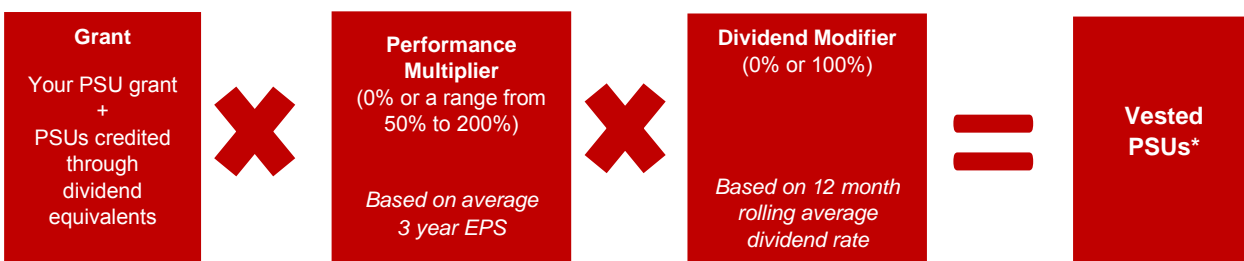 Grant
Your PSU grant
+
PSUs credited
through
dividend
equivalents
Performance
Multiplier
(0% or a range from
50% to 200%)
Based on average
3 year EPS
Dividend Modifier
(0% or 100%)
Based on 12 month
rolling average
dividend rate
Vested
PSUs*